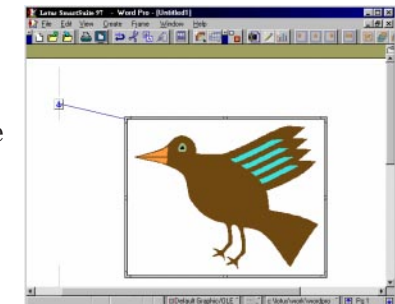 Lotus SmartSuite 97 - Word Pro - [Untitled1]
File Edit View Create Frame Window Help
e
Default Graphic/OLE c:\lotus\work\wordpro Pg 1